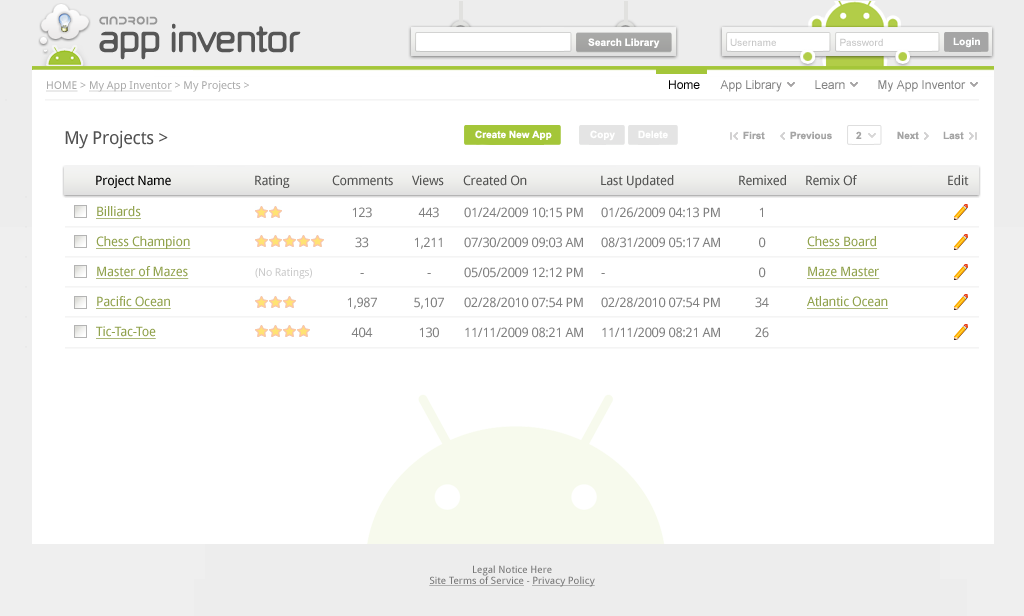 ANDROID
app inventor
Search Library
Username
Password
Login
HOME > My App Inventor > My Projects >
Home
App Library
Learn
My App Inventor
My Projects >
Create New App
Copy
Delete
First
Previous
2
Next
Last
Project Name Rating Comments Views Created On Last Updated Remixed Remix Of Edit
Billiards 123 443 01/24/2009 10:15 PM 01/26/2009 04:13 PM 1
Chess Champion 33 1,211 07/30/2009 09:03 AM 08/31/2009 05:17 AM 0 Chess Board
Master of Mazes (No Ratings) - - 05/05/2009 12:12 PM - 0 Maze Master
Pacific Ocean 1,987 5,107 02/28/2010 07:54 PM 02/28/2010 07:54 PM 34 Atlantic Ocean
Tic-Tac-Toe 404 130 11/11/2009 08:21 AM 11/11/2009 08:21 AM 26
Legal Notice Here
Site Terms of Service - Privacy Policy